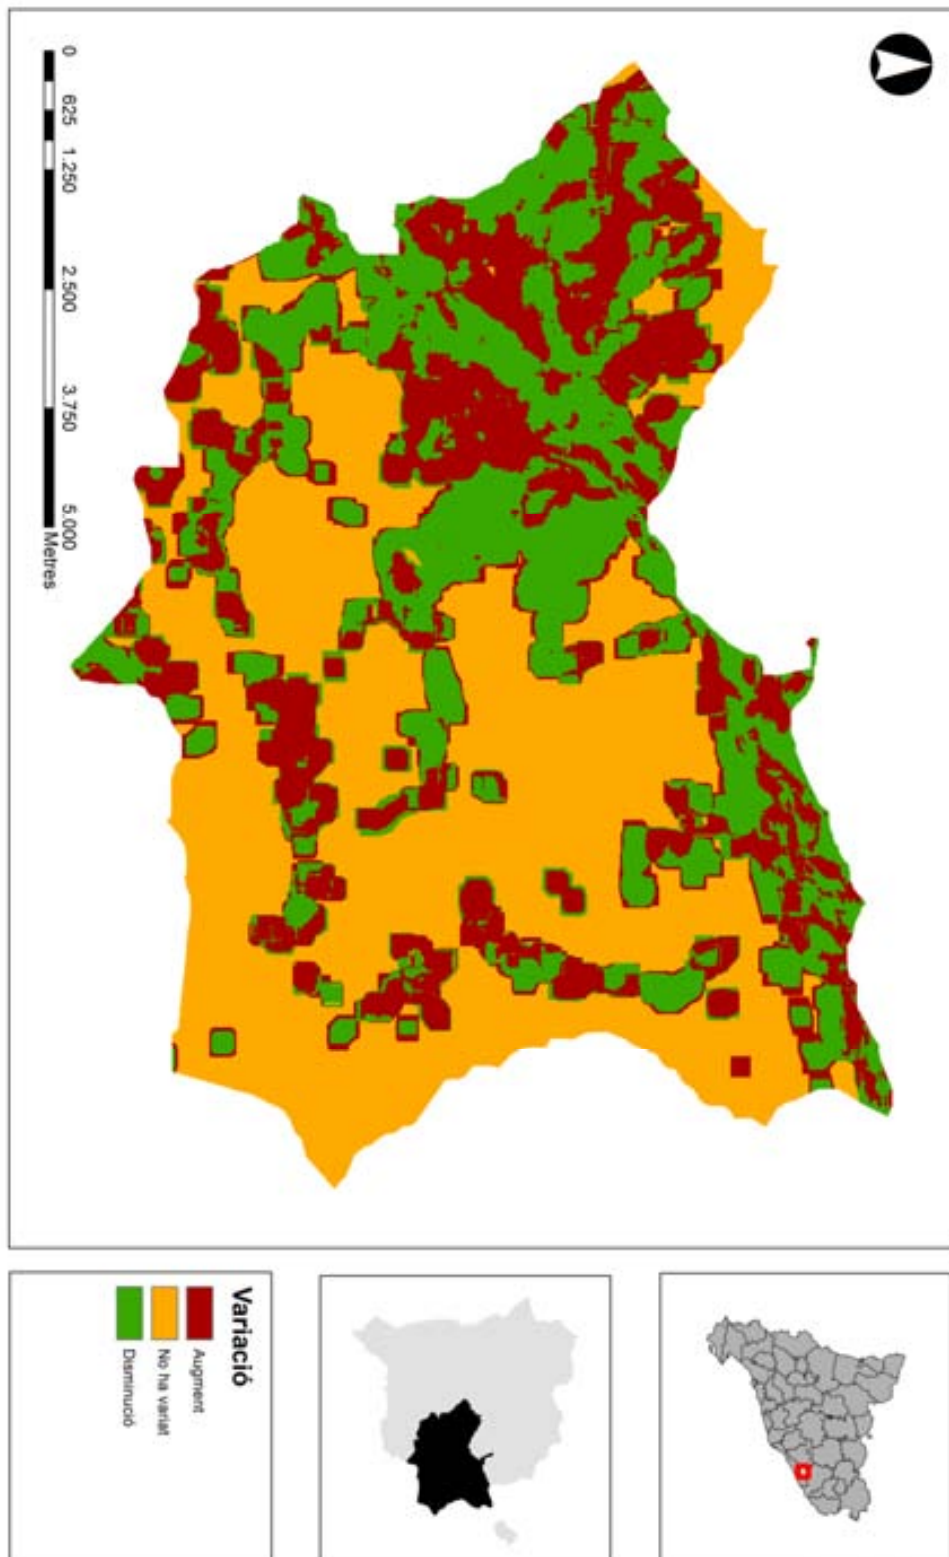 0
625
1.250
2.500
3.750
5.000
Metres
Variació
Augment
No ha variat
Disminució